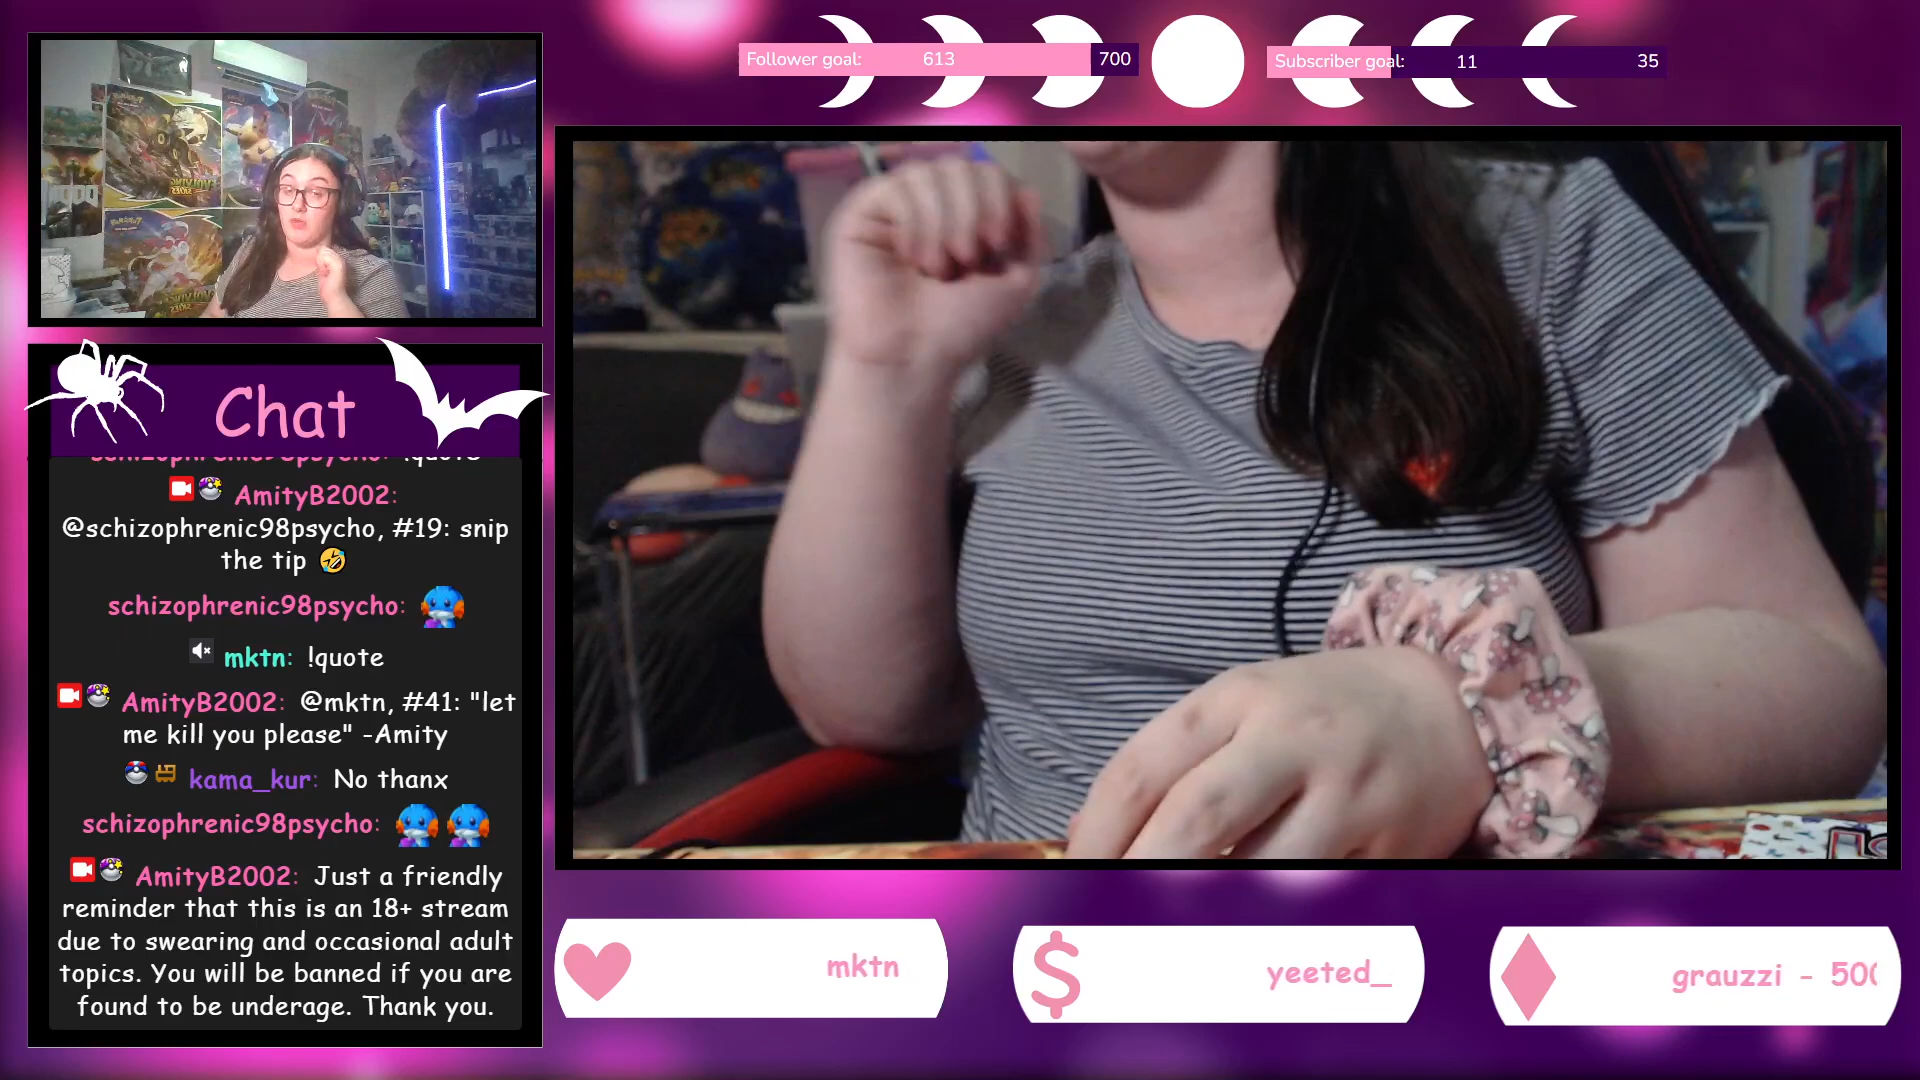 Follower goal: 613 700
Subscriber goal: 11 35
Chat
AmityB2002:
@schizophrenic98psycho, #19: snip
the tip 🤣
schizophrenic98psycho:
mktn: !quote
AmityB2002: @mktn, #41: "let
me kill you please" -Amity
kama_kur: No thanx
schizophrenic98psycho:
AmityB2002: Just a friendly
reminder that this is an 18+ stream
due to swearing and occasional adult
topics. You will be banned if you are
found to be underage. Thank you.
mktn
$ yeeted_
grauzzi - 500